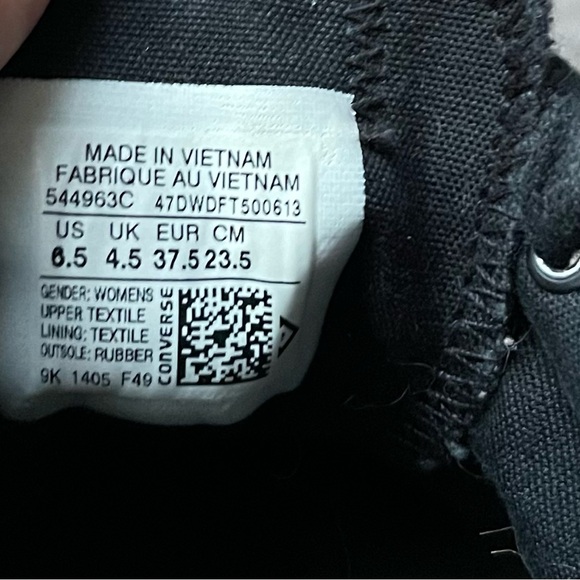 MADE IN VIETNAM
FABRIQUE AU VIETNAM
544963C 47DWDFT500613
US UK EUR CM
6.5 4.5 37.5 23.5
GENDER: WOMENS
UPPER TEXTILE
LINING: TEXTILE
OUTSOLE: RUBBER
9K 1405 F49
CONVERSE